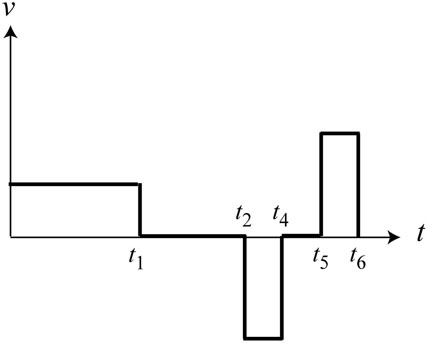 v
t₂ t₄
t₁ t₅ t₆ t